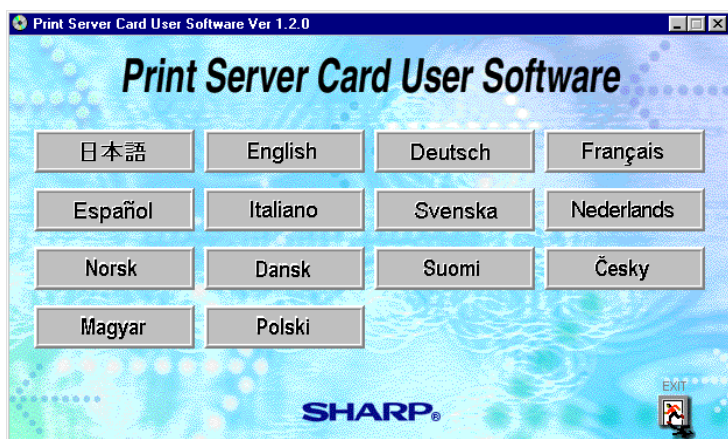 Print Server Card User Software Ver 1.2.0
Print Server Card User Software
日本語 English Deutsch Français
Español Italiano Svenska Nederlands
Norsk Dansk Suomi Česky
Magyar Polski
EXIT
SHARP®